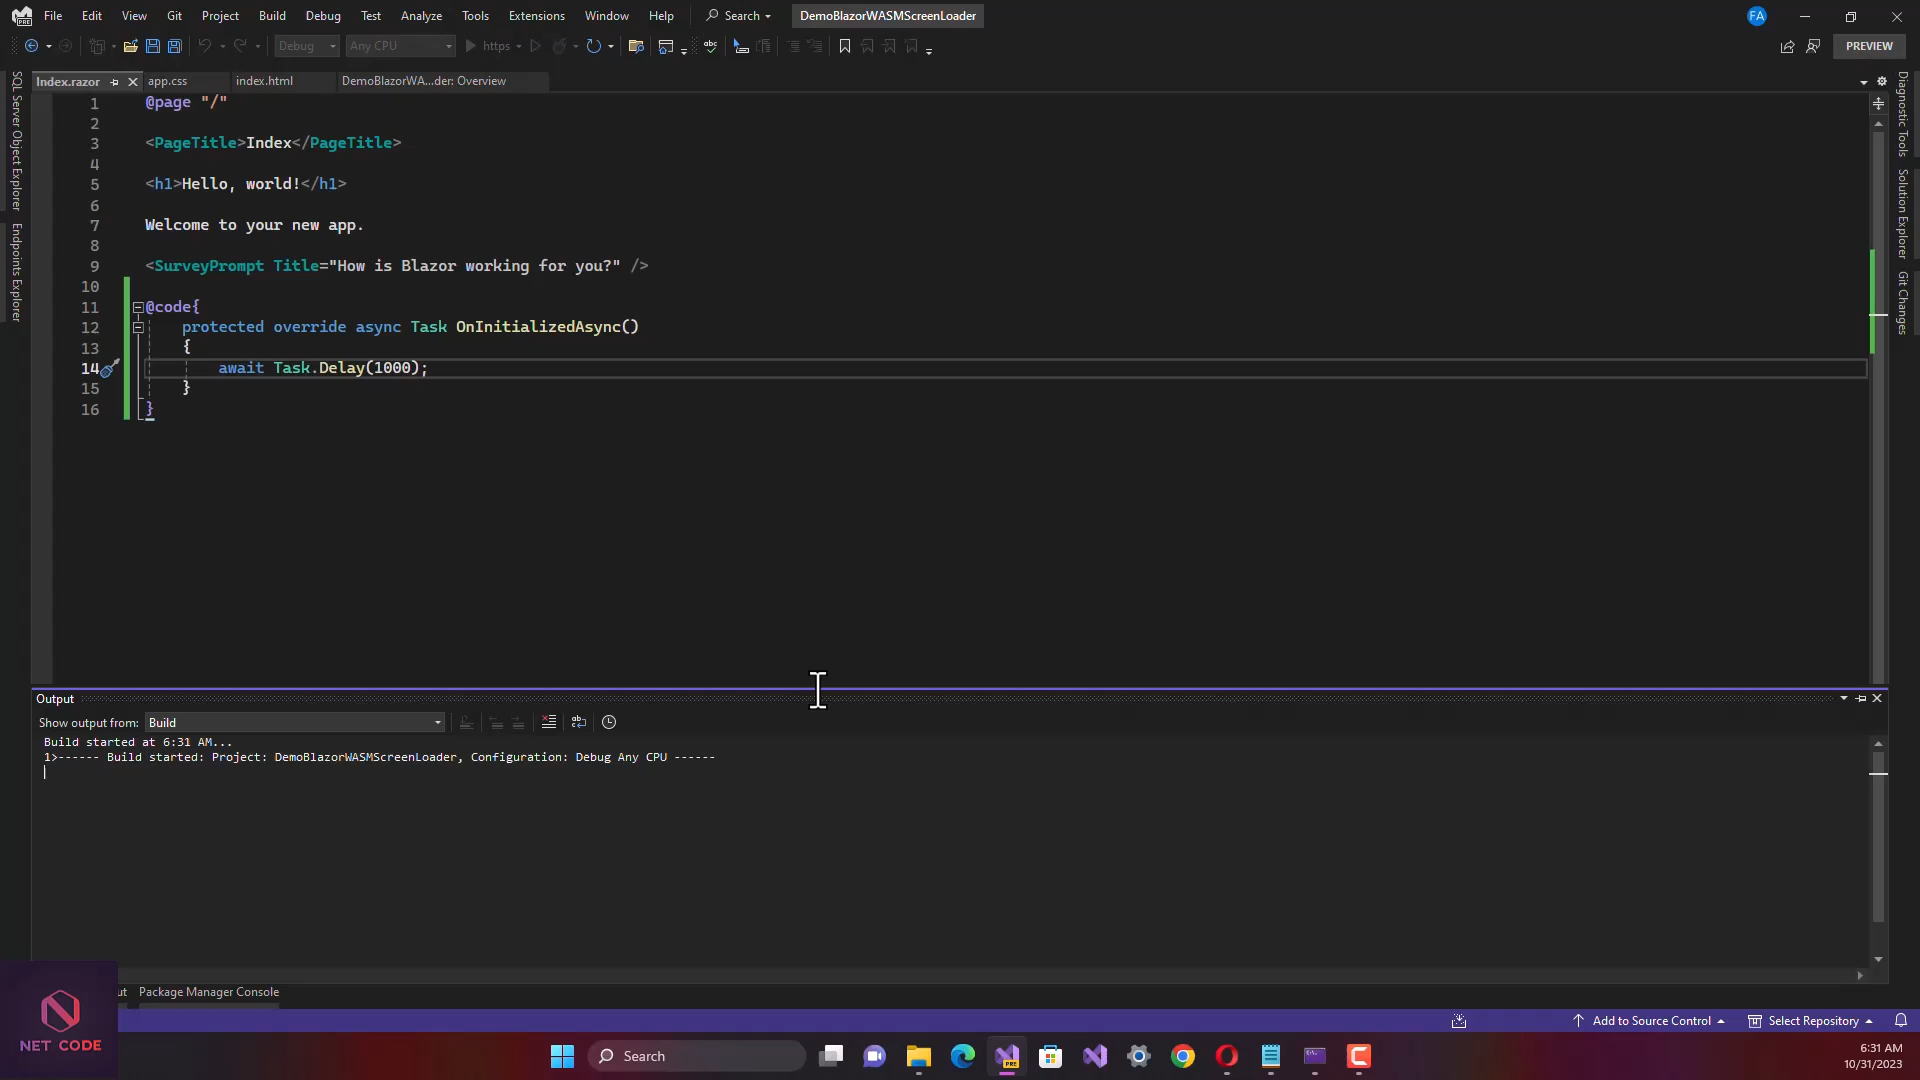 File Edit View Git Project Build Debug Test Analyze Tools Extensions Window Help Search DemoBlazorWASMScreenLoader FA
Debug Any CPU https PREVIEW
Index.razor app.css index.html DemoBlazorWA...der: Overview
SQL Server Object Explorer
Endpoints Explorer
Diagnostic Tools
Solution Explorer
Git Changes
1 @page "/"
2
3 <PageTitle>Index</PageTitle>
4
5 <h1>Hello, world!</h1>
6
7 Welcome to your new app.
8
9 <SurveyPrompt Title="How is Blazor working for you?" />
10
11 @code{
12 protected override async Task OnInitializedAsync()
13 {
14 await Task.Delay(1000);
15 }
16 }
Output
Show output from: Build
Build started at 6:31 AM...
1>------ Build started: Project: DemoBlazorWASMScreenLoader, Configuration: Debug Any CPU ------
ut Package Manager Console
Add to Source Control Select Repository
NET CODE
Search
6:31 AM
10/31/2023